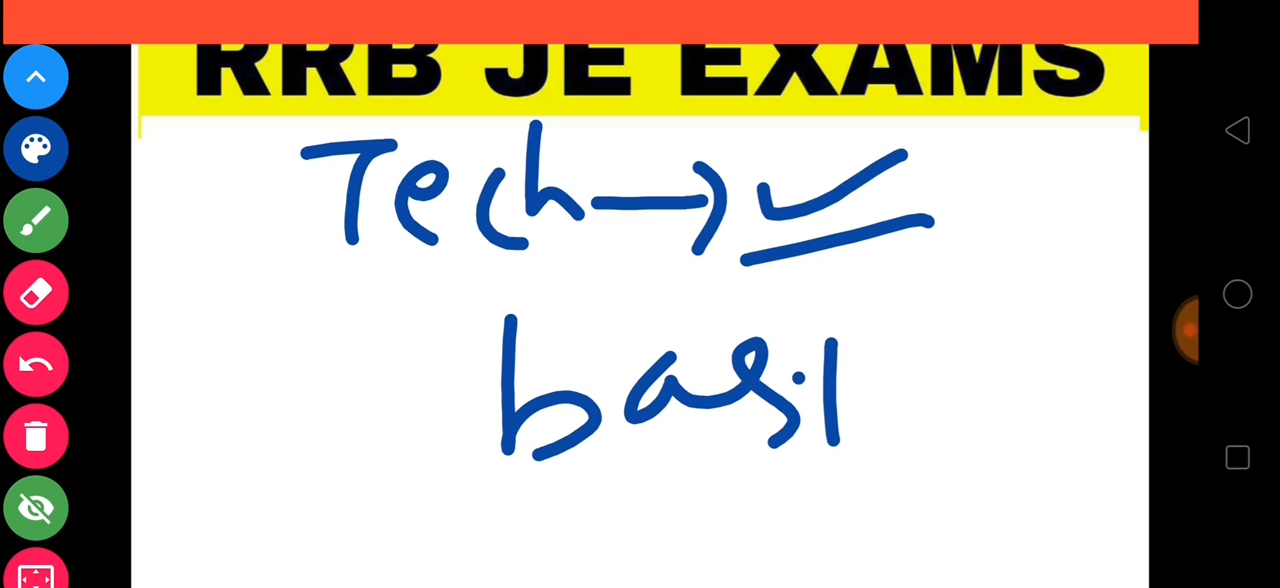 RRB JE EXAMS
Tech → ✓
basi